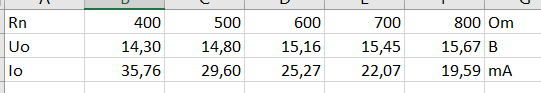 Rn 400 500 600 700 800 Om
Uo 14,30 14,80 15,16 15,45 15,67 B
Io 35,76 29,60 25,27 22,07 19,59 mA